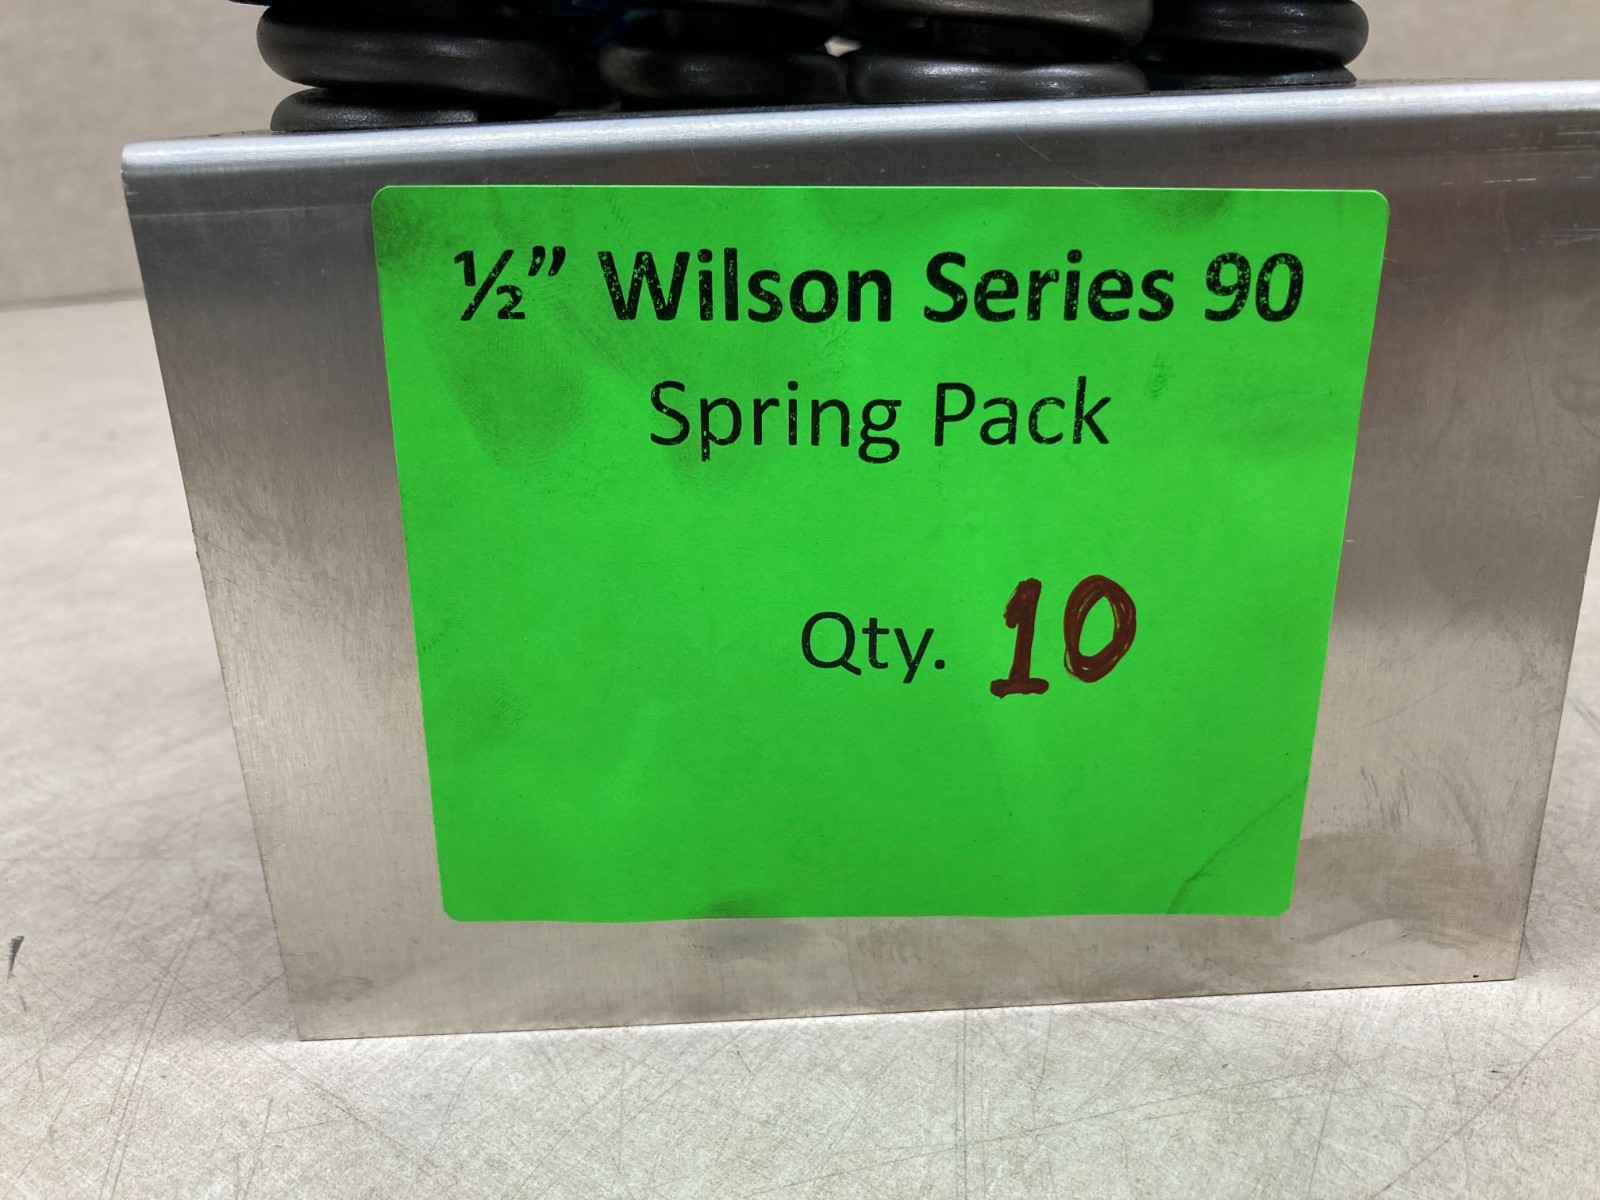 ½” Wilson Series 90
Spring Pack
Qty. 10